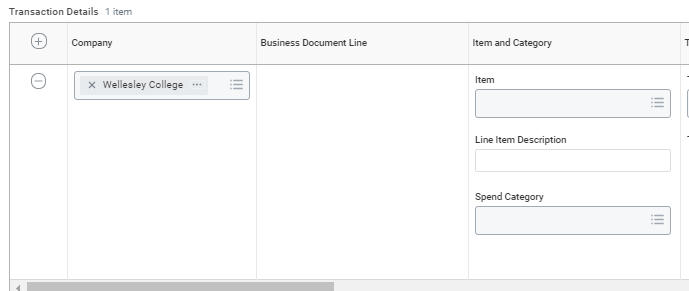 Transaction Details 1 item
Company Business Document Line Item and Category
Wellesley College
Item
Line Item Description
Spend Category